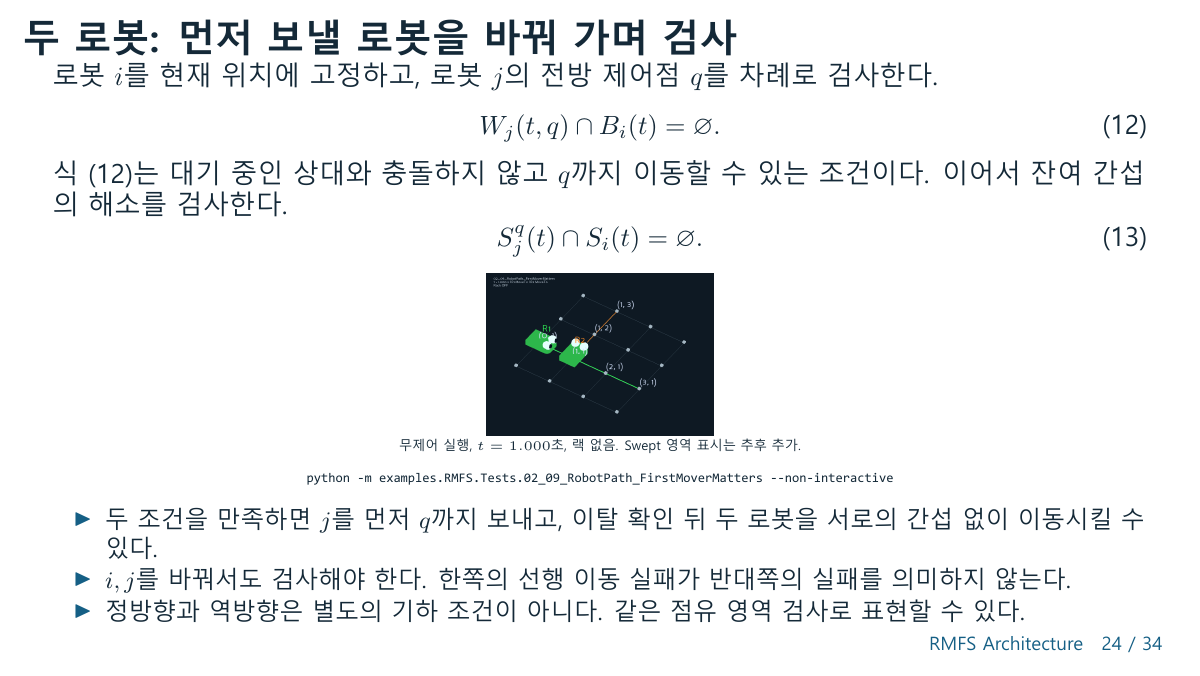 두 로봇: 먼저 보낼 로봇을 바꿔 가며 검사
로봇 i를 현재 위치에 고정하고, 로봇 j의 전방 제어점 q를 차례로 검사한다.
W_j(t, q) ∩ B_i(t) = ∅. (12)
식 (12)는 대기 중인 상대와 충돌하지 않고 q까지 이동할 수 있는 조건이다. 이어서 잔여 간섭
의 해소를 검사한다.
S_j^q(t) ∩ S_i(t) = ∅. (13)
(1, 3)
(1, 2)
R1
(2, 1)
(3, 1)
무제어 실행, t = 1.000초, 랙 없음. Swept 영역 표시는 추후 추가.
python -m examples.RMFS.Tests.02_09_RobotPath_FirstMoverMatters --non-interactive
▶ 두 조건을 만족하면 j를 먼저 q까지 보내고, 이탈 확인 뒤 두 로봇을 서로의 간섭 없이 이동시킬 수
있다.
▶ i, j를 바꿔서도 검사해야 한다. 한쪽의 선행 이동 실패가 반대쪽의 실패를 의미하지 않는다.
▶ 정방향과 역방향은 별도의 기하 조건이 아니다. 같은 점유 영역 검사로 표현할 수 있다.
RMFS Architecture 24 / 34